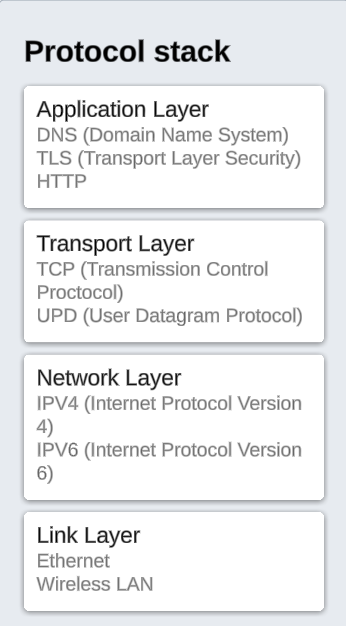 Protocol stack
Application Layer
DNS (Domain Name System)
TLS (Transport Layer Security)
HTTP
Transport Layer
TCP (Transmission Control
Proctocol)
UPD (User Datagram Protocol)
Network Layer
IPV4 (Internet Protocol Version
4)
IPV6 (Internet Protocol Version
6)
Link Layer
Ethernet
Wireless LAN